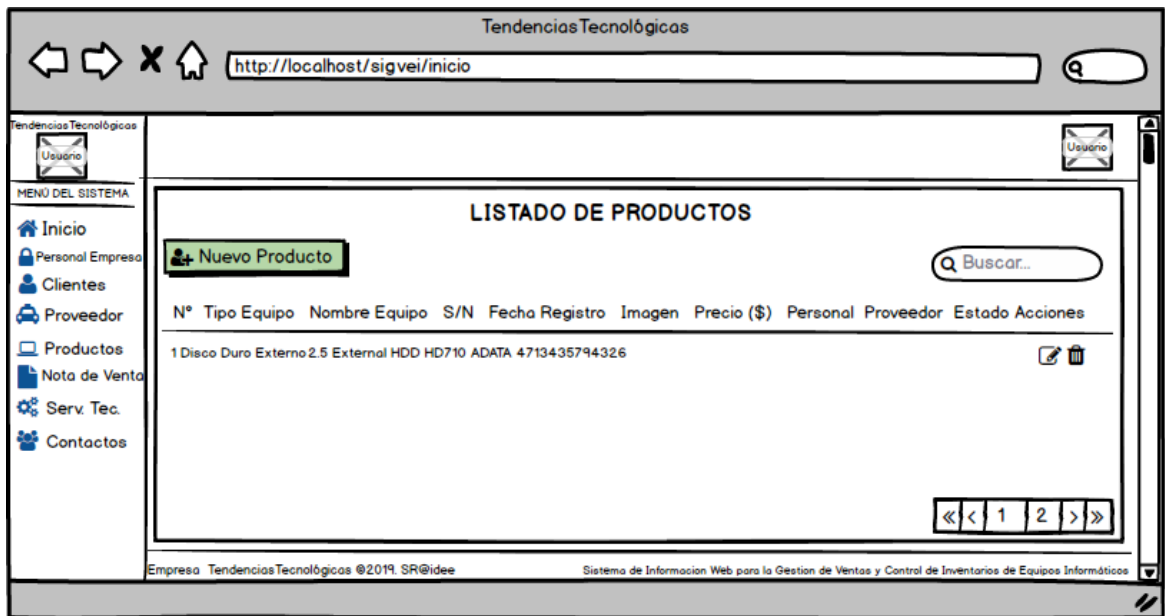 TendenciasTecnológicas
http://localhost/sigvei/inicio
TendenciasTecnológicas
Usuario
Usuario
MENÚ DEL SISTEMA
Inicio
Personal Empresa
Clientes
Proveedor
Productos
Nota de Venta
Serv. Tec.
Contactos
LISTADO DE PRODUCTOS
Nuevo Producto
Buscar...
N° Tipo Equipo Nombre Equipo S/N Fecha Registro Imagen Precio ($) Personal Proveedor Estado Acciones
1 Disco Duro Externo 2.5 External HDD HD710 ADATA 4713435794326
« < 1 2 > »
Empresa TendenciasTecnológicas ©2019. SR@idee Sistema de Informacion Web para la Gestion de Ventas y Control de Inventarios de Equipos Informáticos